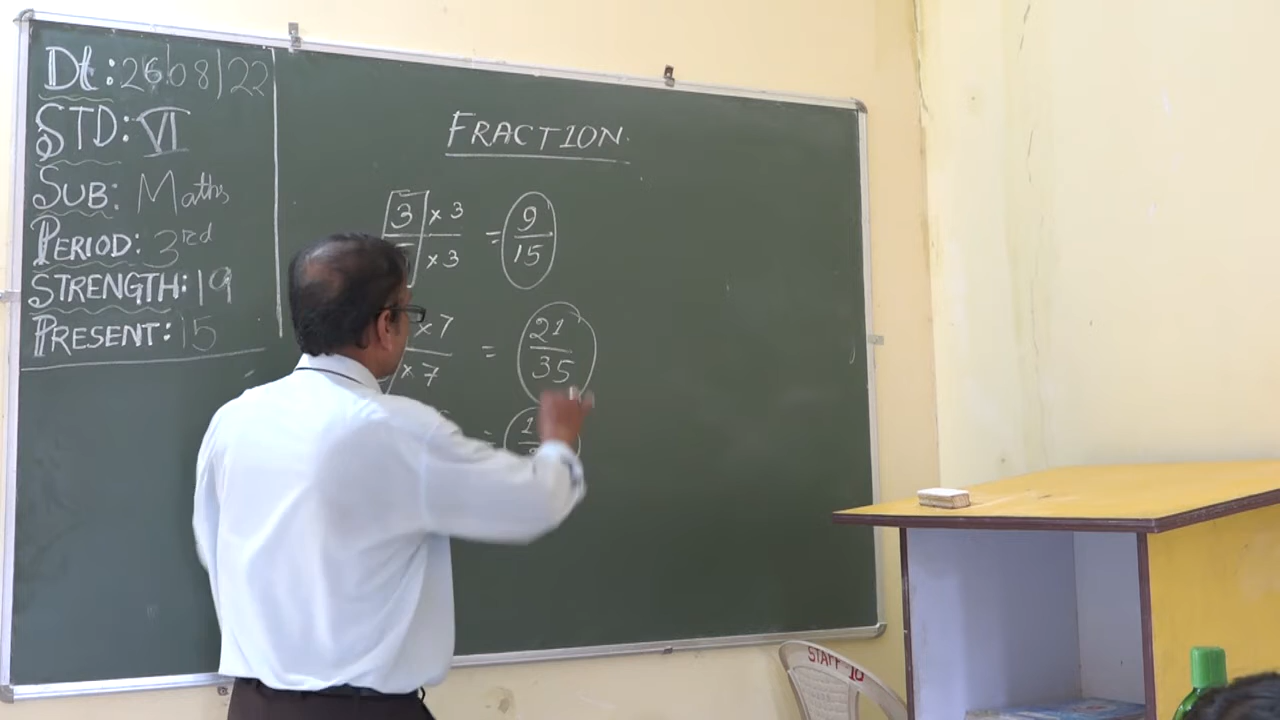 Dt: 26|08|22
STD: VI
SUB: Maths
PERIOD: 3rd
STRENGTH: 19
PRESENT: 15
FRACTION.
3 × 3 = 9
× 3 15
× 7 = 21
× 7 35
=
STAFF-10